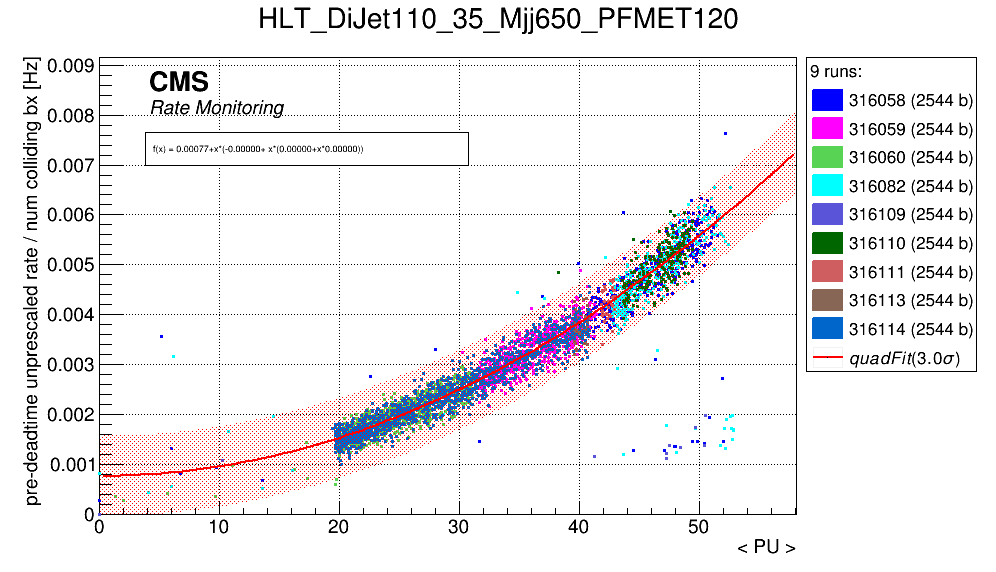 HLT_DiJet110_35_Mjj650_PFMET120
pre-deadtime unprescaled rate / num colliding bx [Hz]
0.009
0.008
0.007
0.006
0.005
0.004
0.003
0.002
0.001
0
CMS
Rate Monitoring
f(x) = 0.00077+x*(-0.00000+ x*(0.00000+x*0.00000))
0
10
20
30
40
50
< PU >
9 runs:
316058 (2544 b)
316059 (2544 b)
316060 (2544 b)
316082 (2544 b)
316109 (2544 b)
316110 (2544 b)
316111 (2544 b)
316113 (2544 b)
316114 (2544 b)
quadFit(3.0σ)